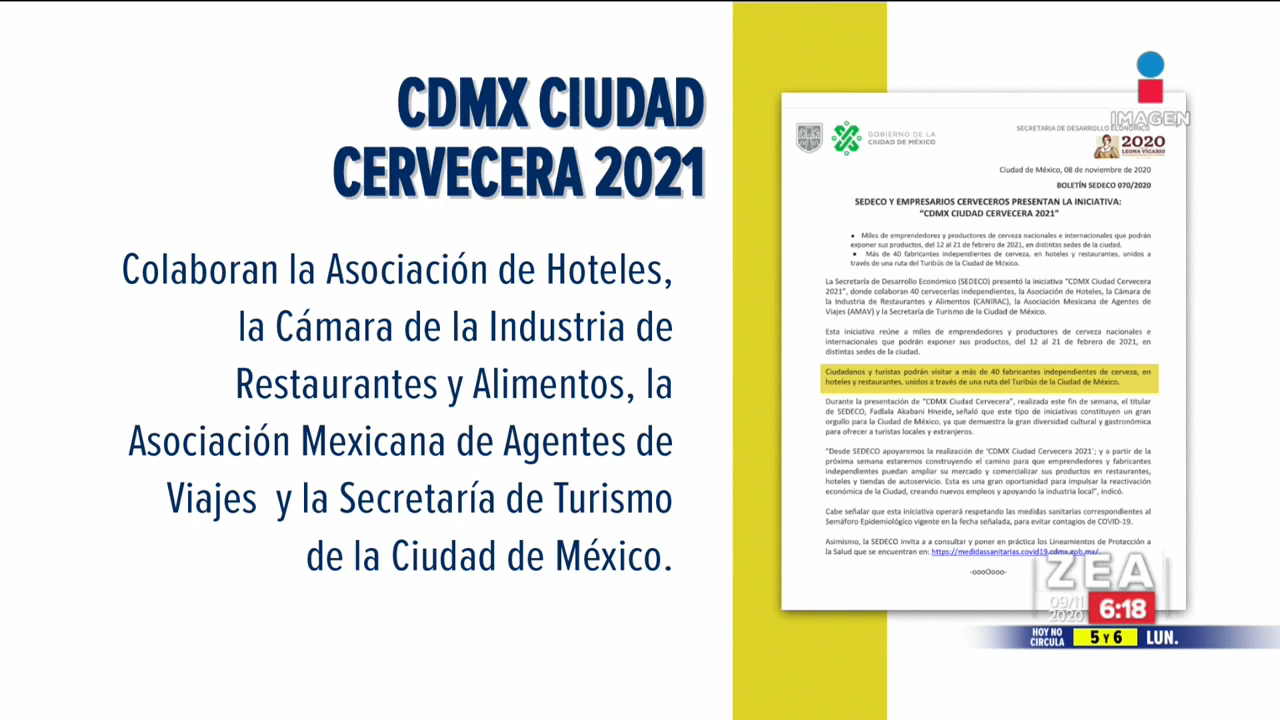 CDMX CIUDAD
CERVECERA 2021
Colaboran la Asociación de Hoteles,
la Cámara de la Industria de
Restaurantes y Alimentos, la
Asociación Mexicana de Agentes de
Viajes y la Secretaría de Turismo
de la Ciudad de México.
IMAGEN
GOBIERNO DE LA
CIUDAD DE MÉXICO
SECRETARIA DE DESARROLLO ECONÓMICO
2020
LEONA VICARIO
Ciudad de México, 08 de noviembre de 2020
BOLETÍN SEDECO 070/2020
SEDECO Y EMPRESARIOS CERVECEROS PRESENTAN LA INICIATIVA:
“CDMX CIUDAD CERVECERA 2021”
• Miles de emprendedores y productores de cerveza nacionales e internacionales que podrán
exponer sus productos, del 12 al 21 de febrero de 2021, en distintas sedes de la ciudad.
• Más de 40 fabricantes independientes de cerveza, en hoteles y restaurantes, unidos a
través de una ruta del Turibús de la Ciudad de México.
La Secretaría de Desarrollo Económico (SEDECO) presentó la iniciativa “CDMX Ciudad Cervecera
2021”, donde colaboran 40 cervecerías independientes, la Asociación de Hoteles, la Cámara de
la Industria de Restaurantes y Alimentos (CANIRAC), la Asociación Mexicana de Agentes de
Viajes (AMAV) y la Secretaría de Turismo de la Ciudad de México.
Esta iniciativa reúne a miles de emprendedores y productores de cerveza nacionales e
internacionales que podrán exponer sus productos, del 12 al 21 de febrero de 2021, en
distintas sedes de la ciudad.
Ciudadanos y turistas podrán visitar a más de 40 fabricantes independientes de cerveza, en
hoteles y restaurantes, unidos a través de una ruta del Turibús de la Ciudad de México.
Durante la presentación de “CDMX Ciudad Cervecera”, realizada este fin de semana, el titular
de SEDECO, Fadlala Akabani Hneide, señaló que este tipo de iniciativas constituyen un gran
orgullo para la Ciudad de México, ya que demuestra la gran diversidad cultural y gastronómica
para ofrecer a turistas locales y extranjeros.
“Desde SEDECO apoyaremos la realización de ‘CDMX Ciudad Cervecera 2021’; y a partir de la
próxima semana estaremos construyendo el camino para que emprendedores y fabricantes
independientes puedan ampliar su mercado y comercializar sus productos en restaurantes,
hoteles y tiendas de autoservicio. Esta es una gran oportunidad para impulsar la reactivación
económica de la Ciudad, creando nuevos empleos y apoyando la industria local”, indicó.
Cabe señalar que esta iniciativa operará respetando las medidas sanitarias correspondientes al
Semáforo Epidemiológico vigente en la fecha señalada, para evitar contagios de COVID-19.
Asimismo, la SEDECO invita a a consultar y poner en práctica los Lineamientos de Protección a
la Salud que se encuentran en: https://medidassanitarias.covid19.cdmx.gob.mx/.
-oooOooo-
ZEA
09/11
2020
6:18
HOY NO
CIRCULA
5 Y 6
LUN.